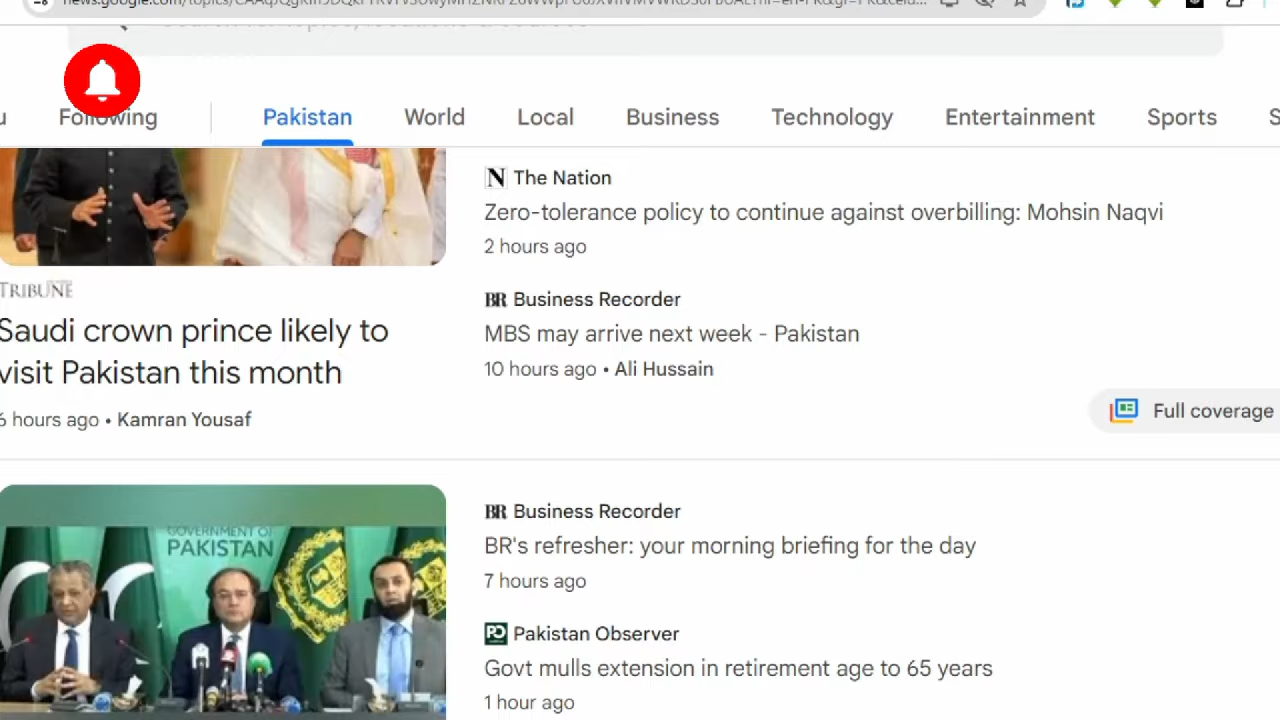 Following
Pakistan
World
Local
Business
Technology
Entertainment
Sports
The Nation
Zero-tolerance policy to continue against overbilling: Mohsin Naqvi
2 hours ago
TRIBUNE
Saudi crown prince likely to
visit Pakistan this month
6 hours ago • Kamran Yousaf
BR Business Recorder
MBS may arrive next week - Pakistan
10 hours ago • Ali Hussain
Full coverage
GOVERNMENT OF
PAKISTAN
BR Business Recorder
BR's refresher: your morning briefing for the day
7 hours ago
PO Pakistan Observer
Govt mulls extension in retirement age to 65 years
1 hour ago